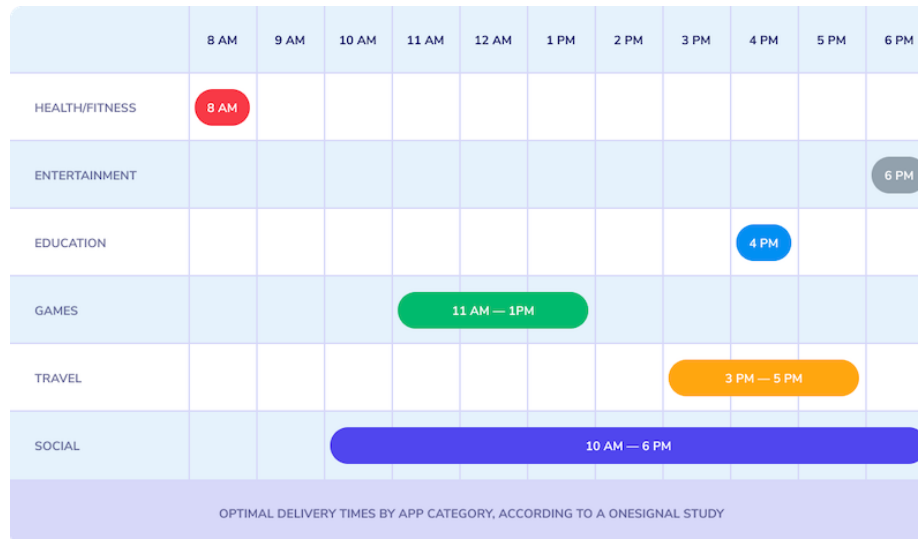 8 AM 9 AM 10 AM 11 AM 12 AM 1 PM 2 PM 3 PM 4 PM 5 PM 6 PM
HEALTH/FITNESS 8 AM
ENTERTAINMENT 6 PM
EDUCATION 4 PM
GAMES 11 AM — 1PM
TRAVEL 3 PM — 5 PM
SOCIAL 10 AM — 6 PM
OPTIMAL DELIVERY TIMES BY APP CATEGORY, ACCORDING TO A ONESIGNAL STUDY